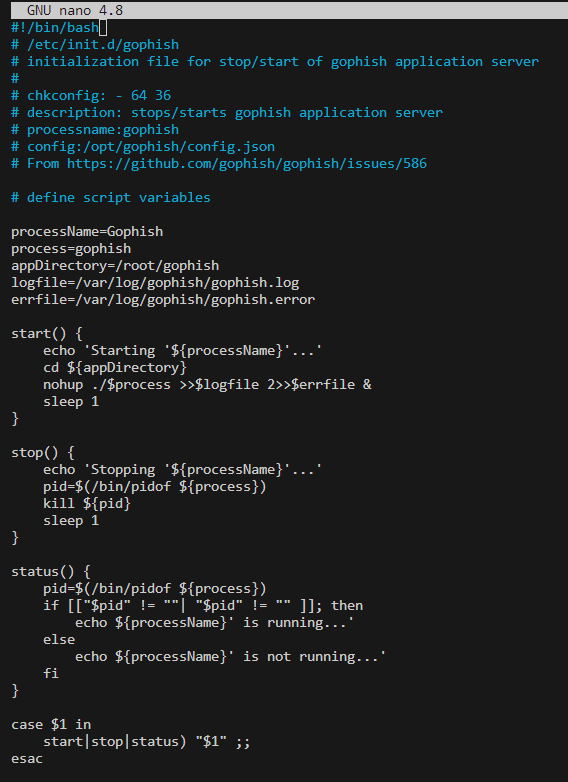 GNU nano 4.8
#!/bin/bash
# /etc/init.d/gophish
# initialization file for stop/start of gophish application server
#
# chkconfig: - 64 36
# description: stops/starts gophish application server
# processname:gophish
# config:/opt/gophish/config.json
# From https://github.com/gophish/gophish/issues/586
# define script variables
processName=Gophish
process=gophish
appDirectory=/root/gophish
logfile=/var/log/gophish/gophish.log
errfile=/var/log/gophish/gophish.error
start() {
    echo 'Starting '${processName}'...'
    cd ${appDirectory}
    nohup ./$process >>$logfile 2>>$errfile &
    sleep 1
}
stop() {
    echo 'Stopping '${processName}'...'
    pid=$(/bin/pidof ${process})
    kill ${pid}
    sleep 1
}
status() {
    pid=$(/bin/pidof ${process})
    if [["$pid" != ""| "$pid" != "" ]]; then
        echo ${processName}' is running...'
    else
        echo ${processName}' is not running...'
    fi
}
case $1 in
    start|stop|status) "$1" ;;
esac